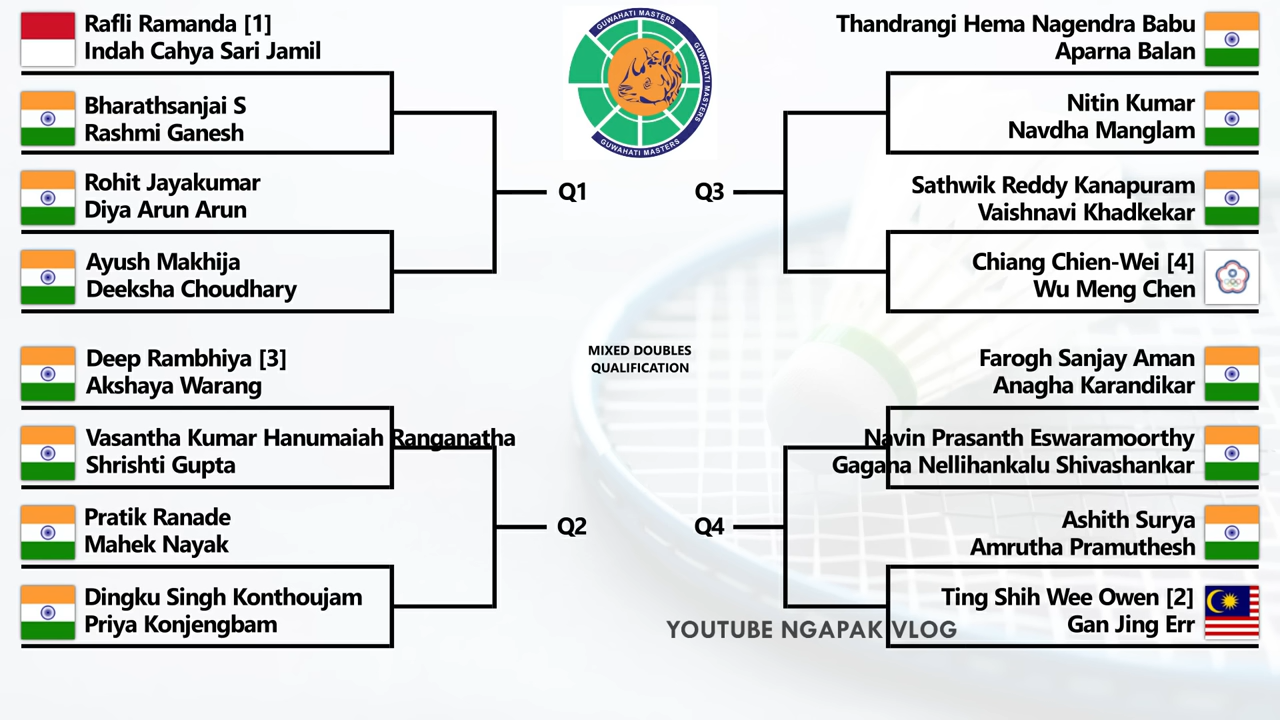 Rafli Ramanda [1]
Indah Cahya Sari Jamil
Bharathsanjai S
Rashmi Ganesh
Rohit Jayakumar
Diya Arun Arun
Ayush Makhija
Deeksha Choudhary
Q1
Deep Rambhiya [3]
Akshaya Warang
Vasantha Kumar Hanumaiah Ranganatha
Shrishti Gupta
Pratik Ranade
Mahek Nayak
Dingku Singh Konthoujam
Priya Konjengbam
Q2
GUWAHATI MASTERS
GUWAHATI MASTERS
GUWAHATI MASTERS
MIXED DOUBLES
QUALIFICATION
Thandrangi Hema Nagendra Babu
Aparna Balan
Nitin Kumar
Navdha Manglam
Q3
Sathwik Reddy Kanapuram
Vaishnavi Khadkekar
Chiang Chien-Wei [4]
Wu Meng Chen
Farogh Sanjay Aman
Anagha Karandikar
Navin Prasanth Eswaramoorthy
Gagana Nellihankalu Shivashankar
Q4
Ashith Surya
Amrutha Pramuthesh
Ting Shih Wee Owen [2]
Gan Jing Err
YOUTUBE NGAPAK VLOG